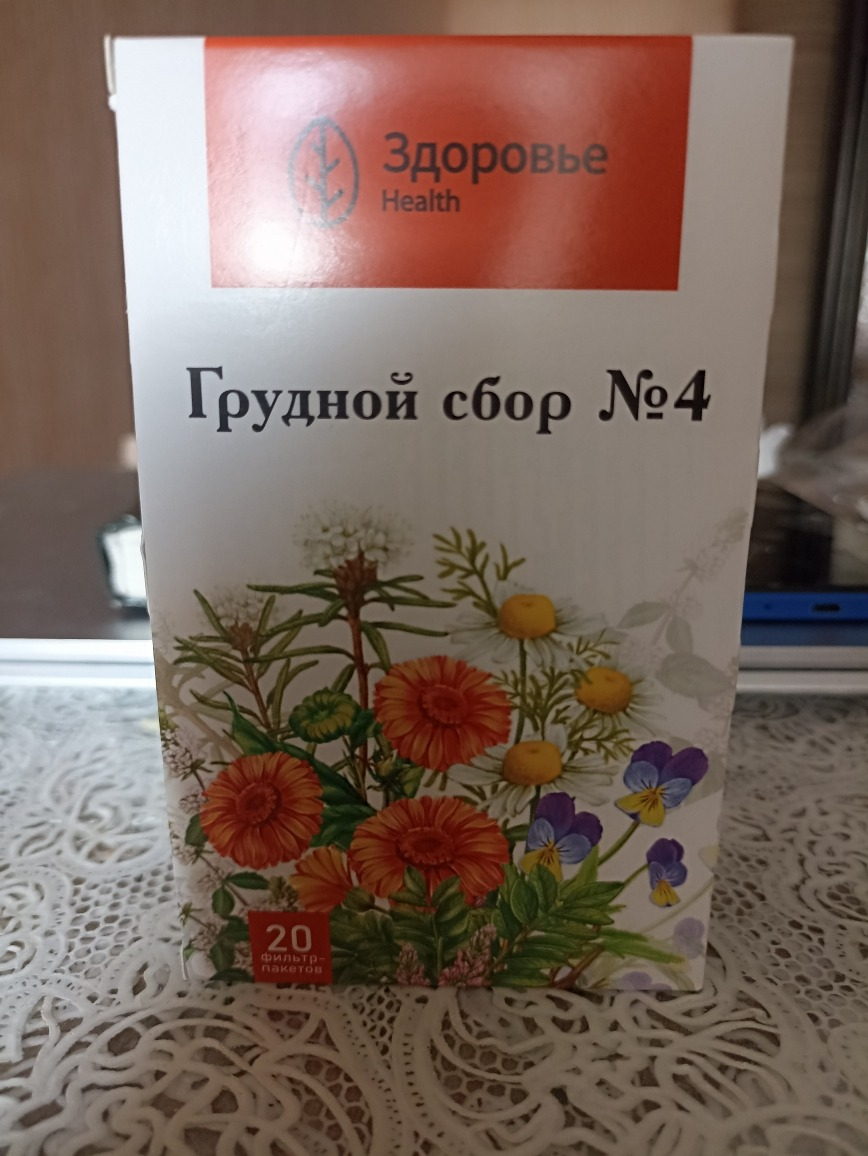 Здоровье
Health
Грудной сбор №4
20
фильтр-
пакетов